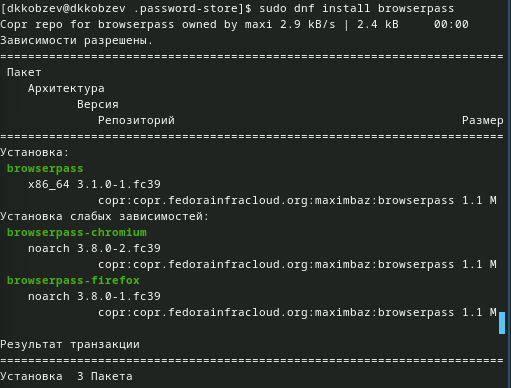 [dkkobzev@dkkobzev .password-store]$ sudo dnf install browserpass
Copr repo for browserpass owned by maxi 2.9 kB/s | 2.4 kB     00:00
Зависимости разрешены.
================================================================================
 Пакет
    Архитектура
           Версия
              Репозиторий                                         Размер
================================================================================
Установка:
 browserpass
    x86_64 3.1.0-1.fc39
              copr:copr.fedorainfracloud.org:maximbaz:browserpass 1.1 M
Установка слабых зависимостей:
 browserpass-chromium
    noarch 3.8.0-2.fc39
              copr:copr.fedorainfracloud.org:maximbaz:browserpass 1.1 M
 browserpass-firefox
    noarch 3.8.0-1.fc39
              copr:copr.fedorainfracloud.org:maximbaz:browserpass 1.1 M
Результат транзакции
================================================================================
Установка  3 Пакета